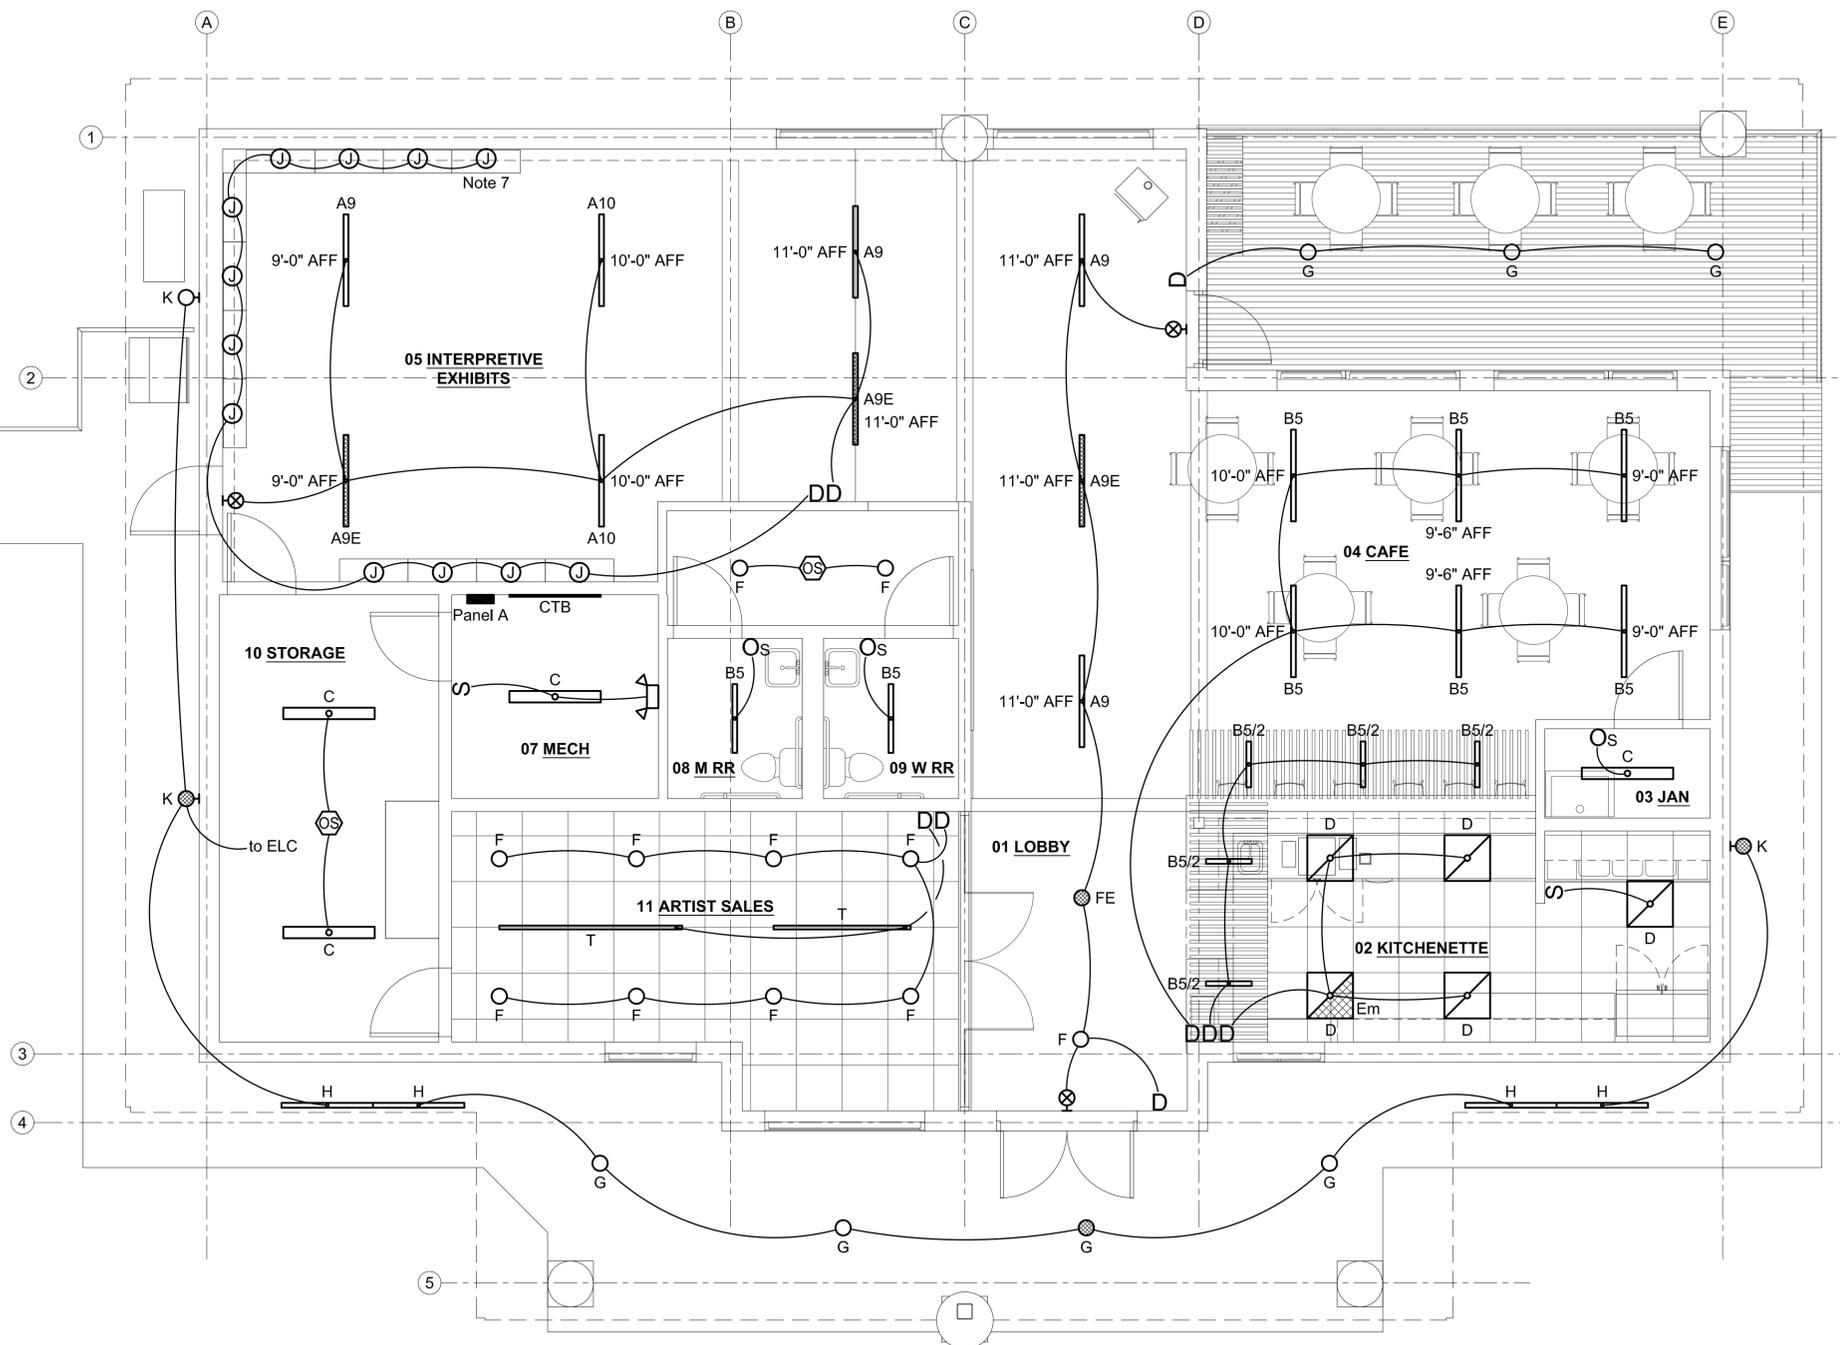 A
B
C
D
E
1
J
J
J
J
Note 7
J
A9
A10
11'-0" AFF
A9
9'-0" AFF
10'-0" AFF
11'-0" AFF
A9
D
G
G
G
J
K
J
05 INTERPRETIVE
EXHIBITS
2
A9E
11'-0" AFF
J
B5
B5
B5
10'-0" AFF
9'-0" AFF
9'-0" AFF
10'-0" AFF
11'-0" AFF
A9E
DD
A9E
A10
9'-6" AFF
04 CAFE
9'-6" AFF
J
J
J
J
F
OS
F
Panel A
CTB
10'-0" AFF
9'-0" AFF
10 STORAGE
S
S
B5
B5
B5
B5
B5
S
C
C
11'-0" AFF
A9
07 MECH
08 M RR
09 W RR
B5/2
B5/2
B5/2
S
C
03 JAN
K
OS
to ELC
DD
F
F
F
F
01 LOBBY
D
D
B5/2
K
S
11 ARTIST SALES
T
T
FE
D
C
02 KITCHENETTE
B5/2
F
F
F
F
Em
D
D
DDD
F
3
H
H
D
H
H
4
G
G
G
G
5